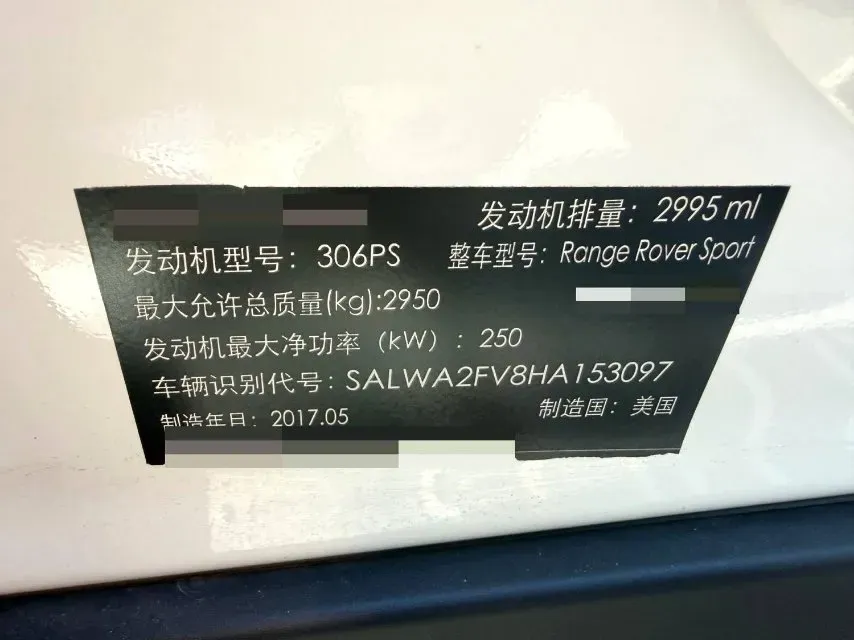 发动机排量：2995 ml
发动机型号：306PS 整车型号：Range Rover Sport
最大允许总质量(kg):2950
发动机最大净功率（kW）：250
车辆识别代号：SALWA2FV8HA153097
制造年月：2017.05 制造国：美国